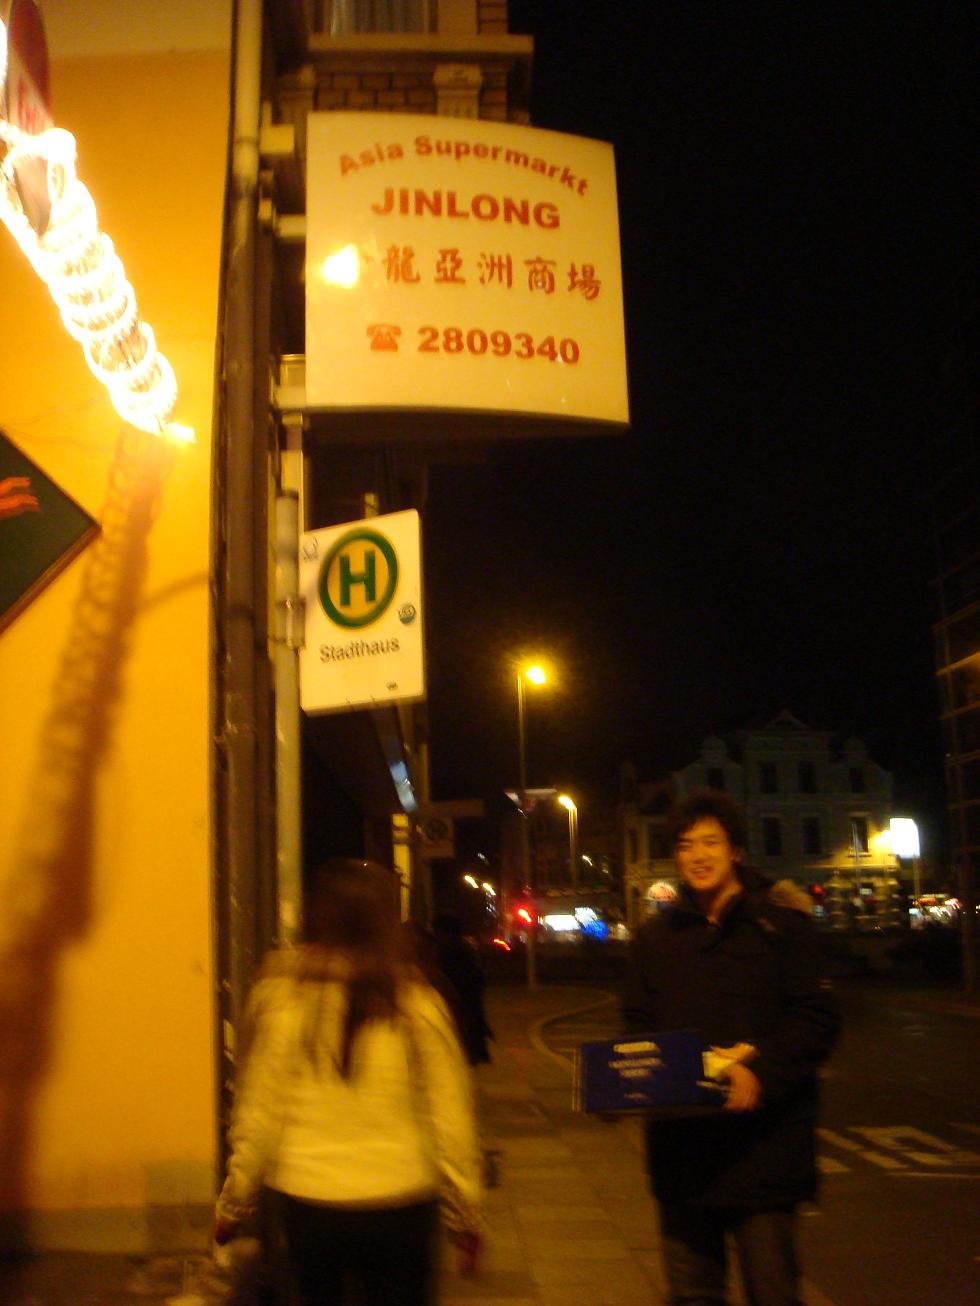 Asia Supermarkt
JINLONG
龍亞洲商場
☎ 2809340
H
Stadthaus